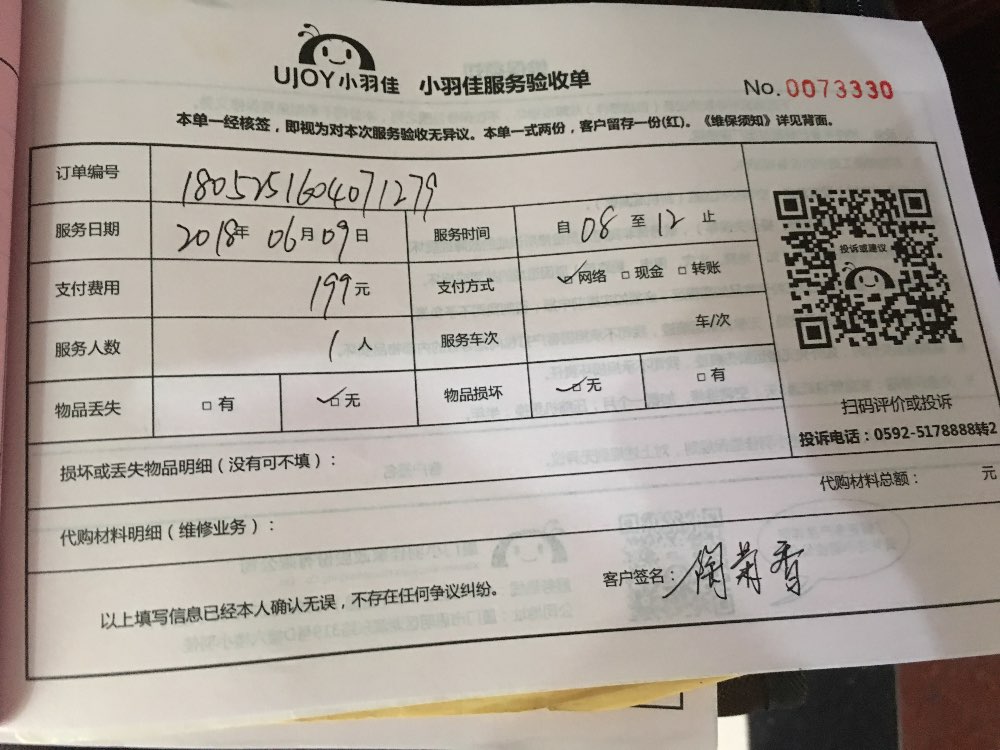 UJOY小羽佳 小羽佳服务验收单
No.0073330
本单一经核签，即视为对本次服务验收无异议。本单一式两份，客户留存一份(红)。《维保须知》详见背面。
订单编号 1805251604071279
服务日期 2018年 06月 09日 服务时间 自 08 至 12 止
支付费用 199元 支付方式 ☑网络 □现金 □转账
服务人数 1人 服务车次 车/次
物品丢失 □有 ☑无 物品损坏 ☑无 □有
投诉或建议
扫码评价或投诉
投诉电话：0592-5178888转2
损坏或丢失物品明细（没有可不填）：
代购材料总额： 元
代购材料明细（维修业务）：
客户签名：陶菊香
以上填写信息已经本人确认无误，不存在任何争议纠纷。